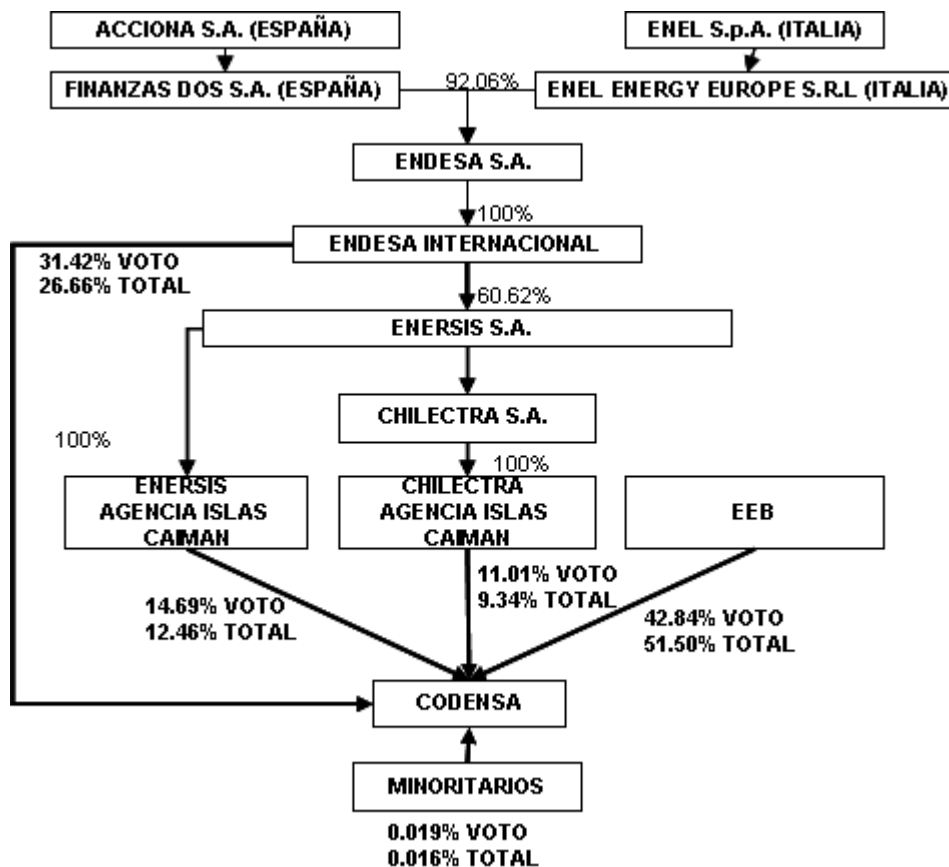 ACCIONA S.A. (ESPAÑA)
ENEL S.p.A. (ITALIA)
FINANZAS DOS S.A. (ESPAÑA)
92.06%
ENEL ENERGY EUROPE S.R.L (ITALIA)
ENDESA S.A.
100%
ENDESA INTERNACIONAL
31.42% VOTO
26.66% TOTAL
60.62%
ENERSIS S.A.
CHILECTRA S.A.
100%
100%
ENERSIS
AGENCIA ISLAS
CAIMAN
CHILECTRA
AGENCIA ISLAS
CAIMAN
EEB
11.01% VOTO
9.34% TOTAL
14.69% VOTO
12.46% TOTAL
42.84% VOTO
51.50% TOTAL
CODENSA
MINORITARIOS
0.019% VOTO
0.016% TOTAL